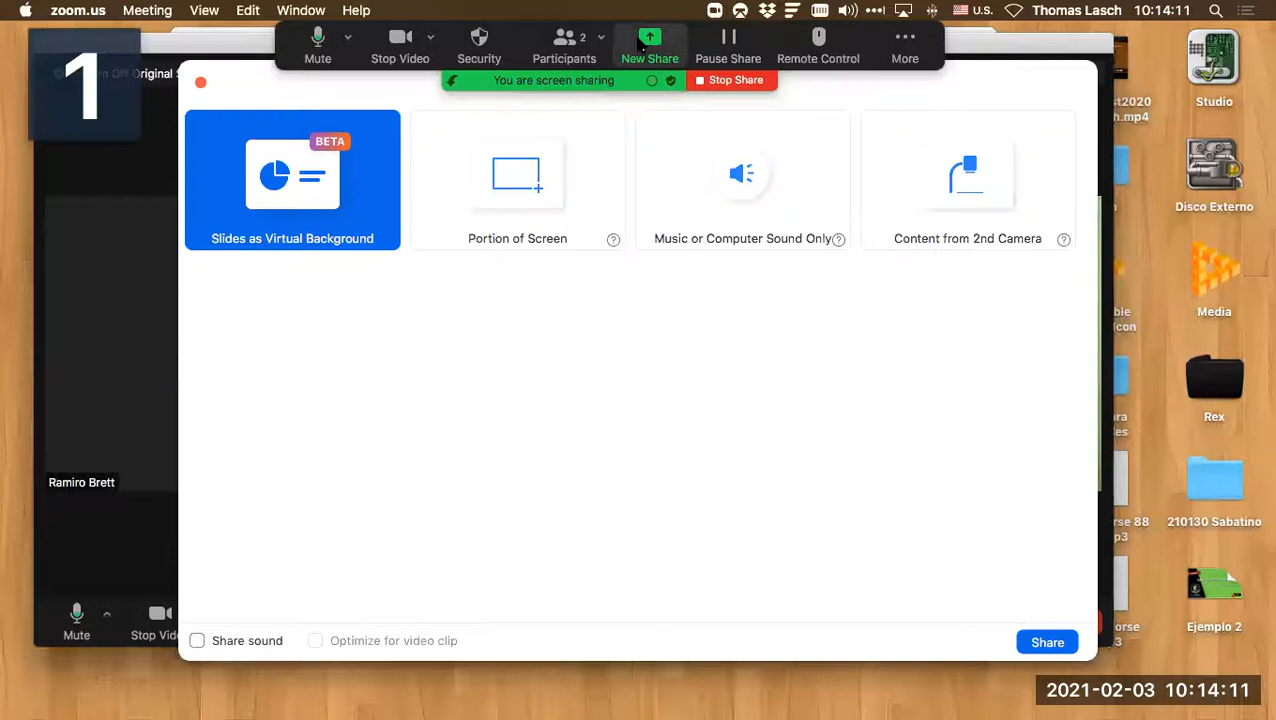 zoom.us Meeting View Edit Window Help U.S. Thomas Lasch 10:14:11
1
Mute Stop Video Security Participants 2 New Share Pause Share Remote Control More
You are screen sharing Stop Share
BETA
Slides as Virtual Background
Portion of Screen ?
Music or Computer Sound Only ?
Content from 2nd Camera ?
Ramiro Brett
Mute
Share sound
Optimize for video clip
Share
Studio
Disco Externo
Media
Rex
210130 Sabatino
Ejemplo 2
2021-02-03 10:14:11